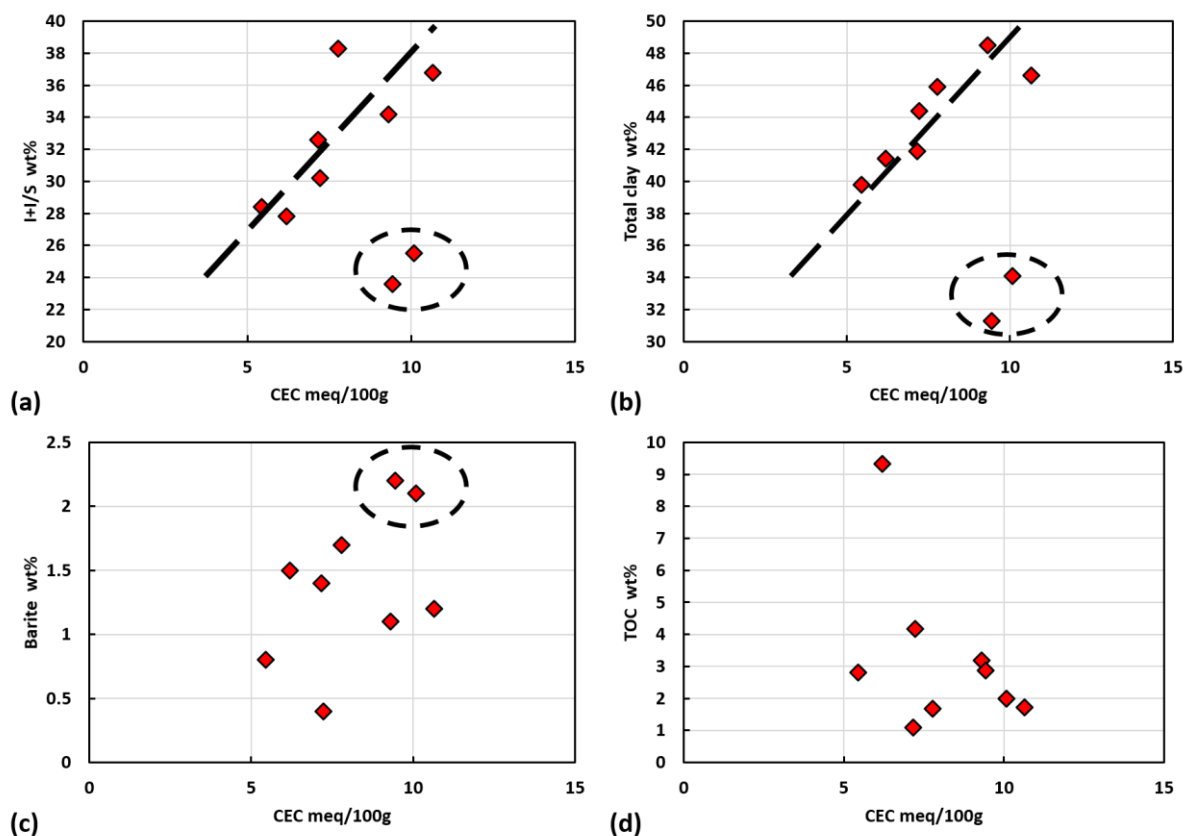 40
38
36
34
32
30
28
26
24
22
20
I+I/S wt%
0 5 10 15
CEC meq/100g
(a)
50
48
46
44
42
40
38
36
34
32
30
Total clay wt%
0 5 10 15
CEC meq/100g
(b)
2.5
2
1.5
1
0.5
0
Barite wt%
0 5 10 15
CEC meq/100g
(c)
10
9
8
7
6
5
4
3
2
1
0
TOC wt%
0 5 10 15
CEC meq/100g
(d)